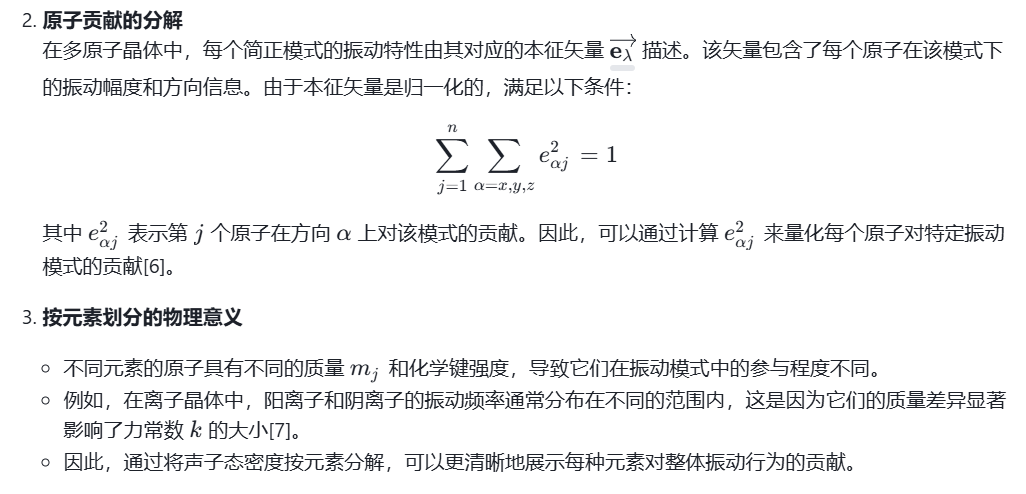 2. 原子贡献的分解
在多原子晶体中，每个简正模式的振动特性由其对应的本征矢量 $\overrightarrow{\mathbf{e}_\lambda}$ 描述。该矢量包含了每个原子在该模式下
的振动幅度和方向信息。由于本征矢量是归一化的，满足以下条件：
$$\sum_{j=1}^{n} \sum_{\alpha=x,y,z} e_{\alpha j}^2 = 1$$
其中 $e_{\alpha j}^2$ 表示第 $j$ 个原子在方向 $\alpha$ 上对该模式的贡献。因此，可以通过计算 $e_{\alpha j}^2$ 来量化每个原子对特定振动
模式的贡献[6]。
3. 按元素划分的物理意义
○ 不同元素的原子具有不同的质量 $m_j$ 和化学键强度，导致它们在振动模式中的参与程度不同。
○ 例如，在离子晶体中，阳离子和阴离子的振动频率通常分布在不同的范围内，这是因为它们的质量差异显著
影响了力常数 $k$ 的大小[7]。
○ 因此，通过将声子态密度按元素分解，可以更清晰地展示每种元素对整体振动行为的贡献。